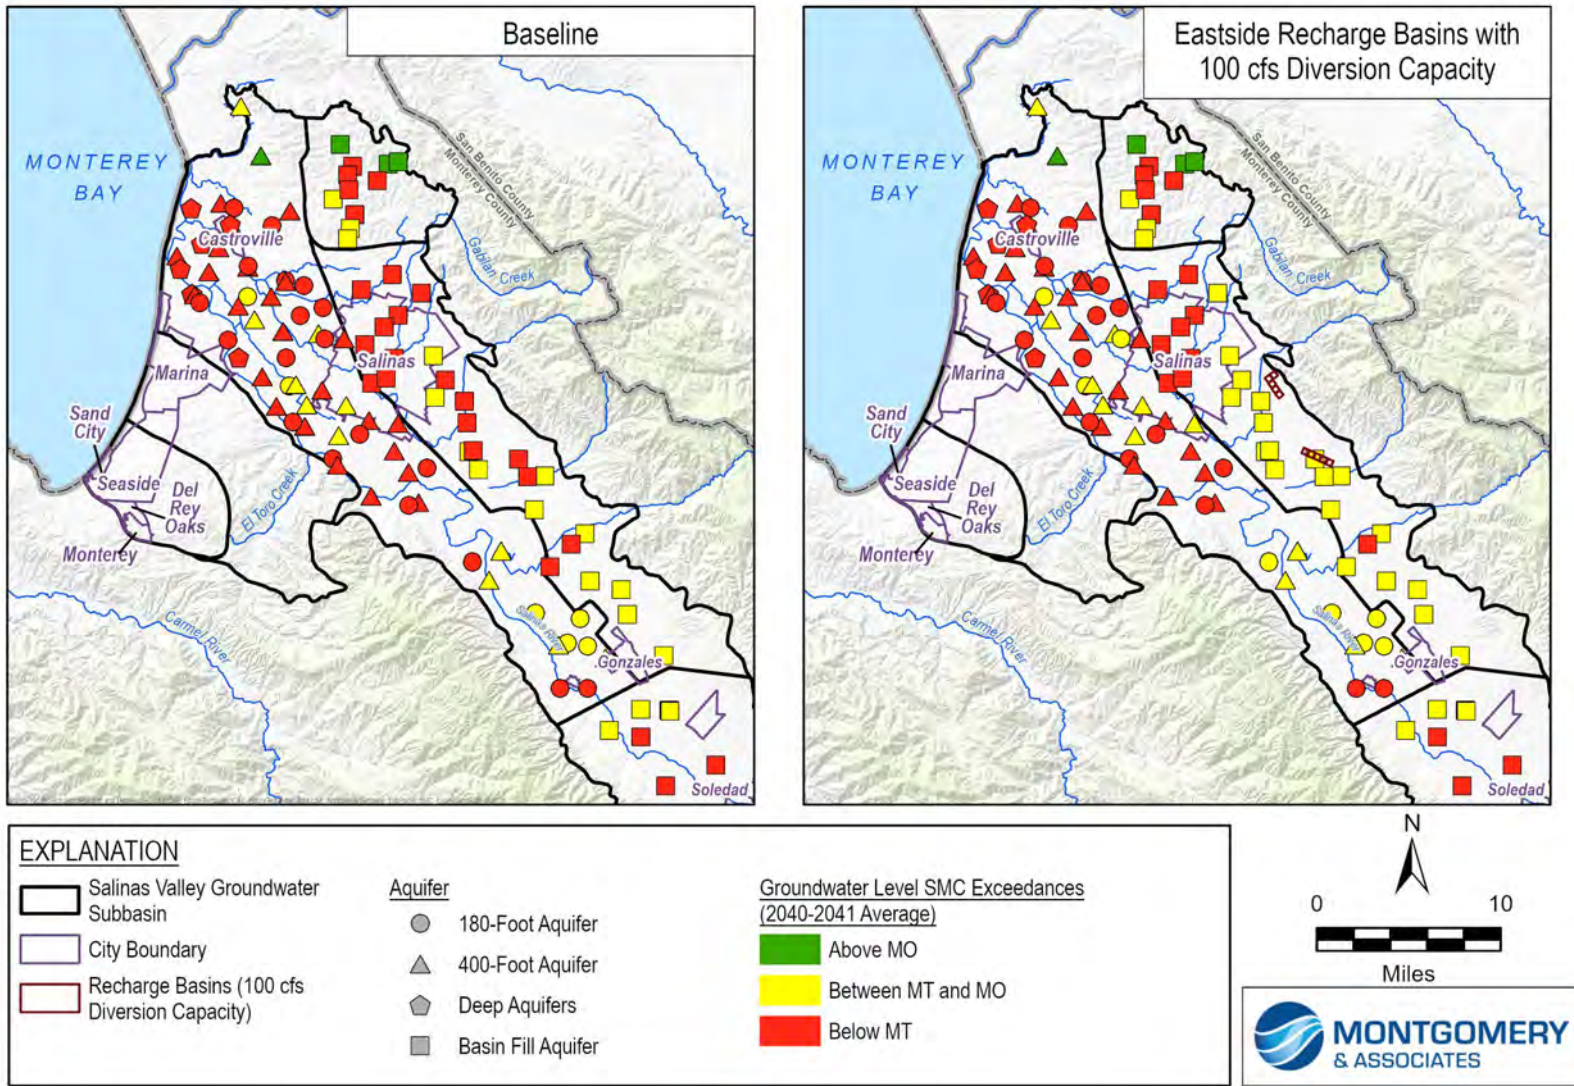 Baseline
MONTEREY
BAY
San Benito County
Monterey County
Castroville
Gabilan Creek
Salinas
Marina
Sand
City
Seaside
Del
Rey
Oaks
Monterey
El Toro Creek
Carmel River
Salinas River
Gonzales
Soledad
Eastside Recharge Basins with
100 cfs Diversion Capacity
MONTEREY
BAY
San Benito County
Monterey County
Castroville
Gabilan Creek
Salinas
Marina
Sand
City
Seaside
Del
Rey
Oaks
Monterey
El Toro Creek
Carmel River
Salinas River
Gonzales
Soledad
EXPLANATION
Salinas Valley Groundwater
Subbasin
City Boundary
Recharge Basins (100 cfs
Diversion Capacity)
Aquifer
180-Foot Aquifer
400-Foot Aquifer
Deep Aquifers
Basin Fill Aquifer
Groundwater Level SMC Exceedances
(2040-2041 Average)
Above MO
Between MT and MO
Below MT
N
0 10
Miles
MONTGOMERY
& ASSOCIATES